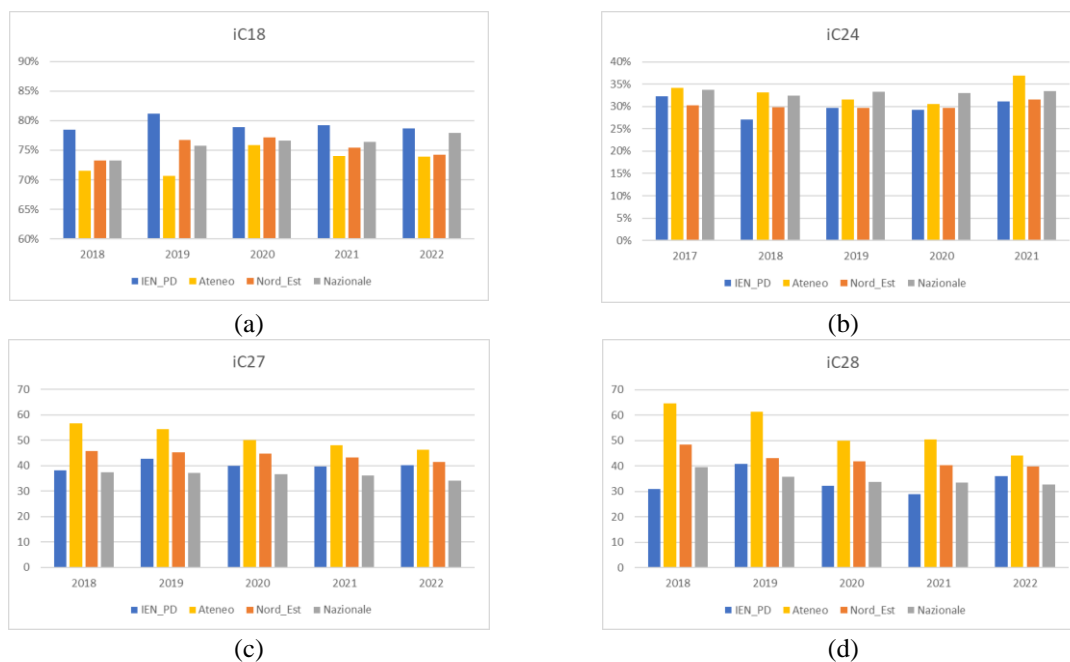 iC18
90%
85%
80%
75%
70%
65%
60%
2018 2019 2020 2021 2022
IEN_PD Ateneo Nord_Est Nazionale
(a)
iC24
40%
35%
30%
25%
20%
15%
10%
5%
0%
2017 2018 2019 2020 2021
IEN_PD Ateneo Nord_Est Nazionale
(b)
iC27
70
60
50
40
30
20
10
0
2018 2019 2020 2021 2022
IEN_PD Ateneo Nord_Est Nazionale
(c)
iC28
70
60
50
40
30
20
10
0
2018 2019 2020 2021 2022
IEN_PD Ateneo Nord_Est Nazionale
(d)